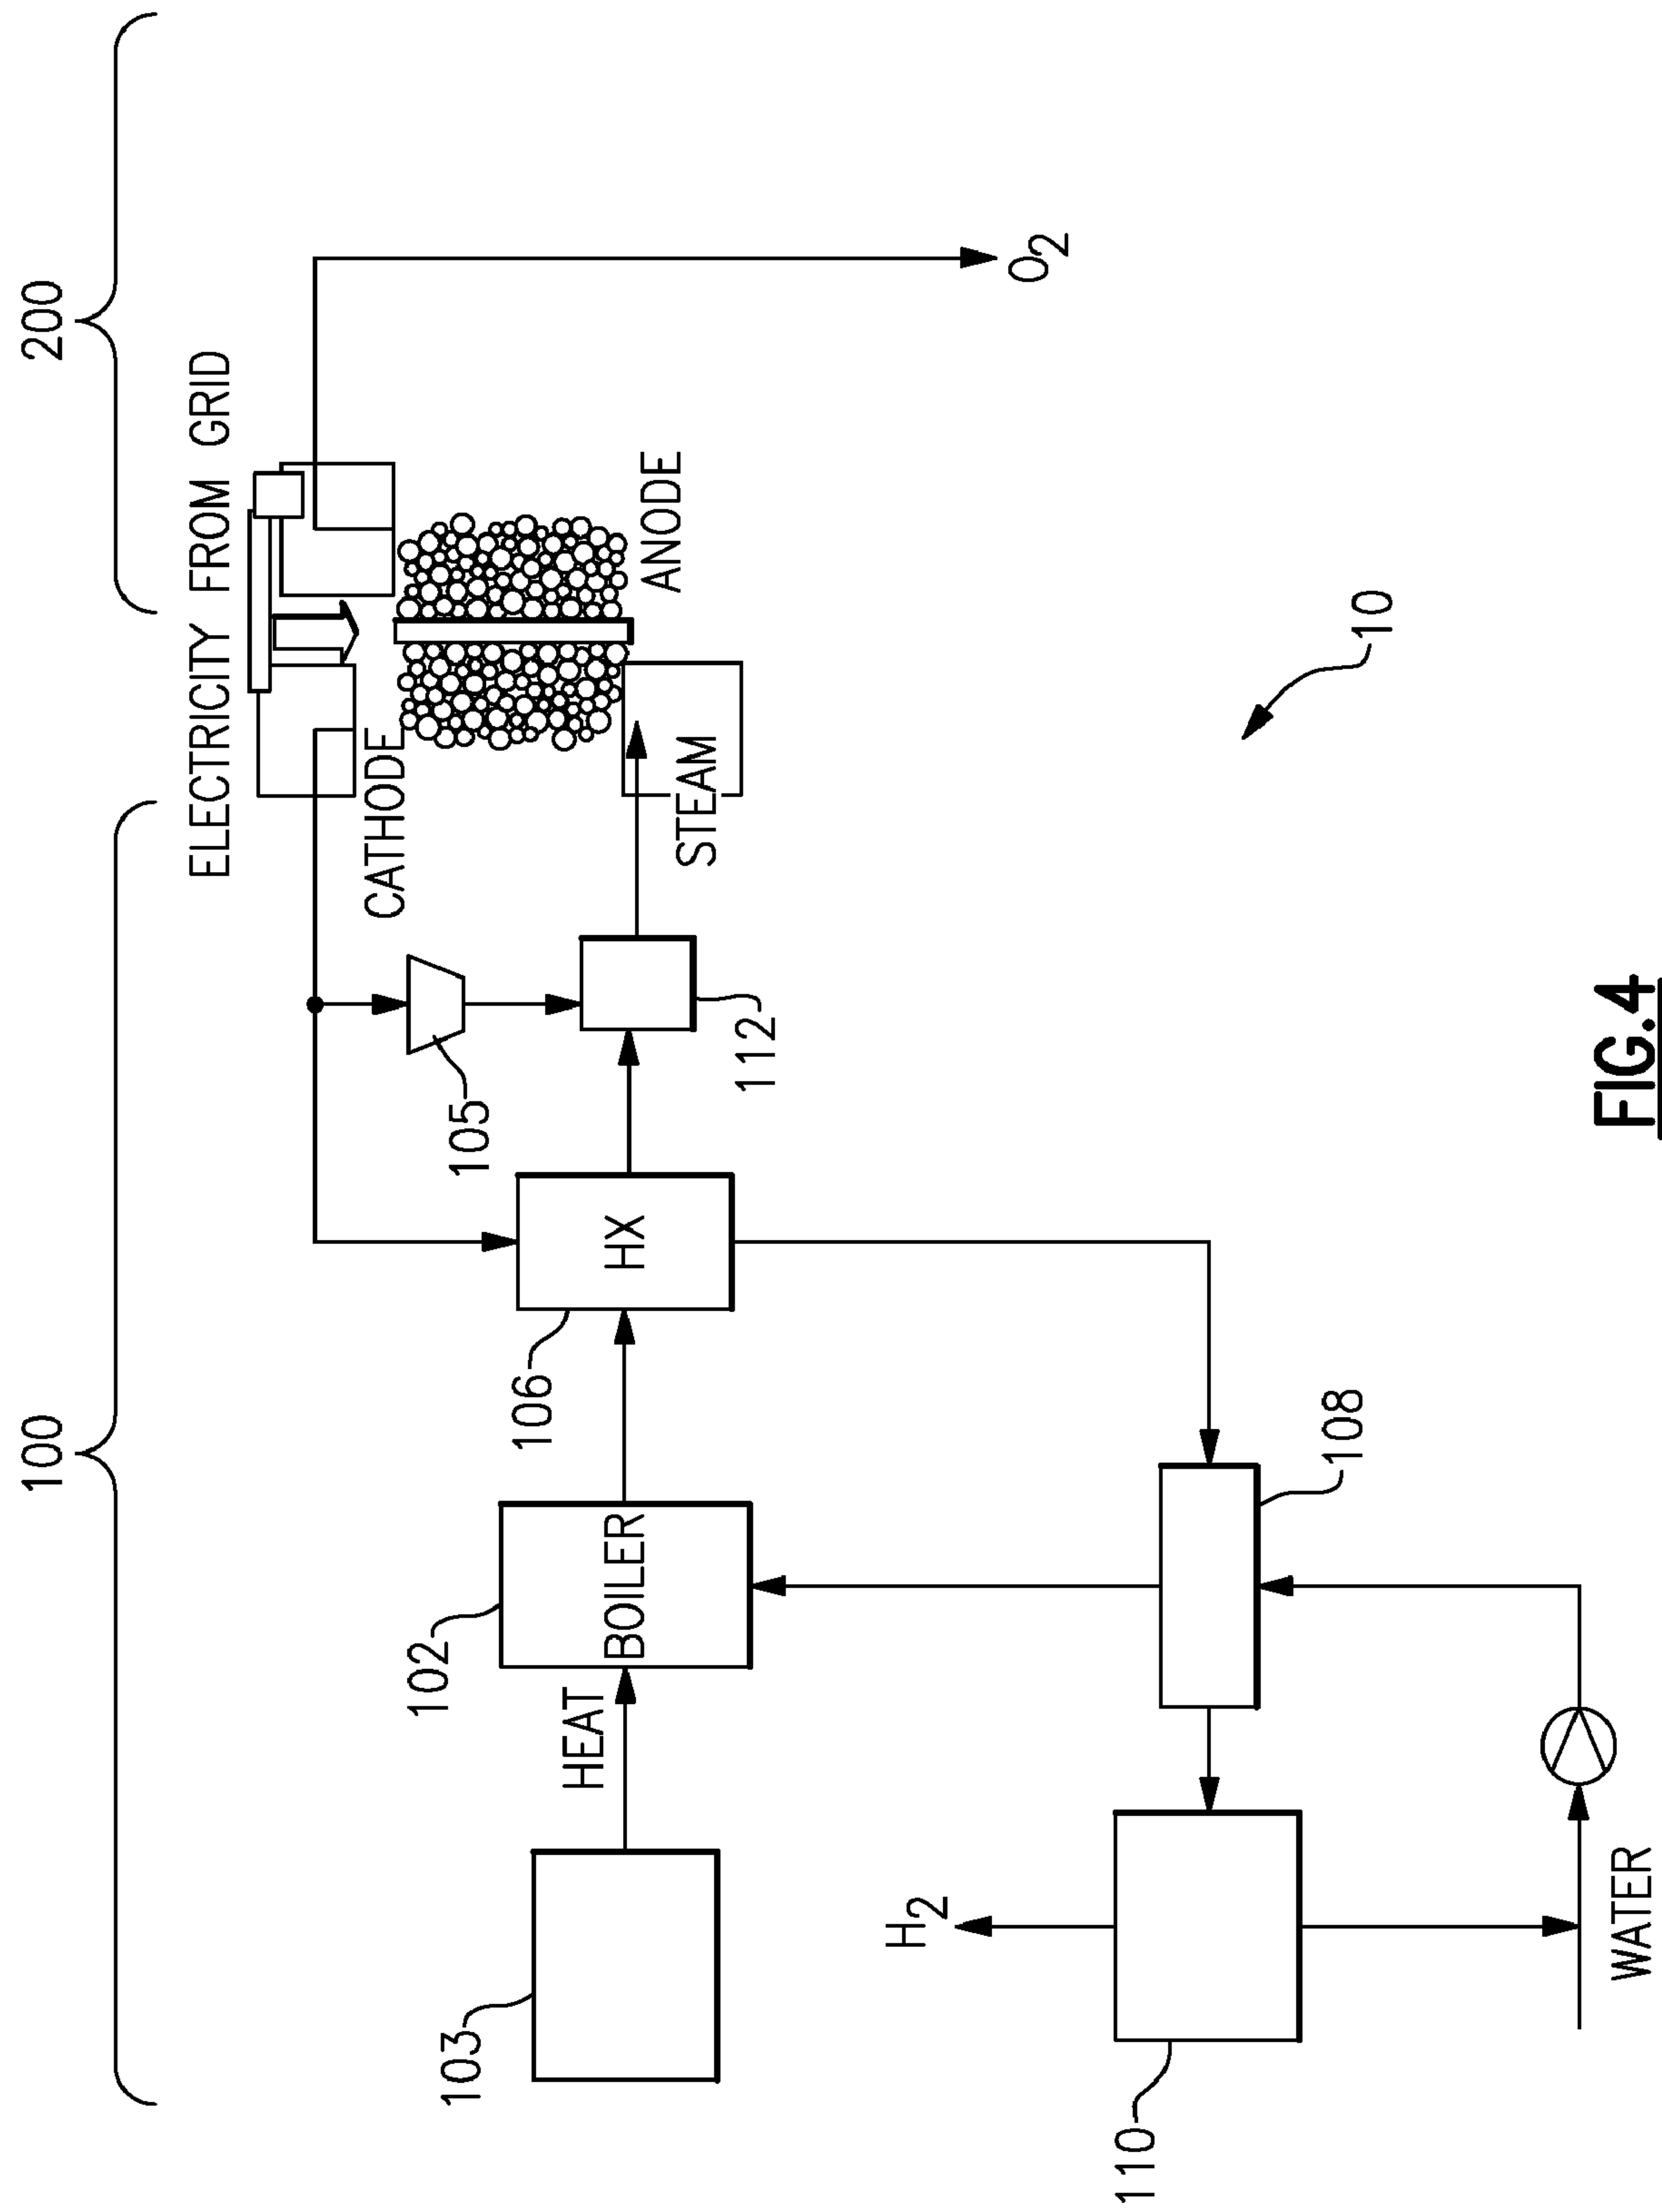 100
200
ELECTRICITY FROM GRID
CATHODE
ANODE
STEAM
O2
105
112
106
HX
102
BOILER
HEAT
103
108
H2
110
WATER
10
FIG.4